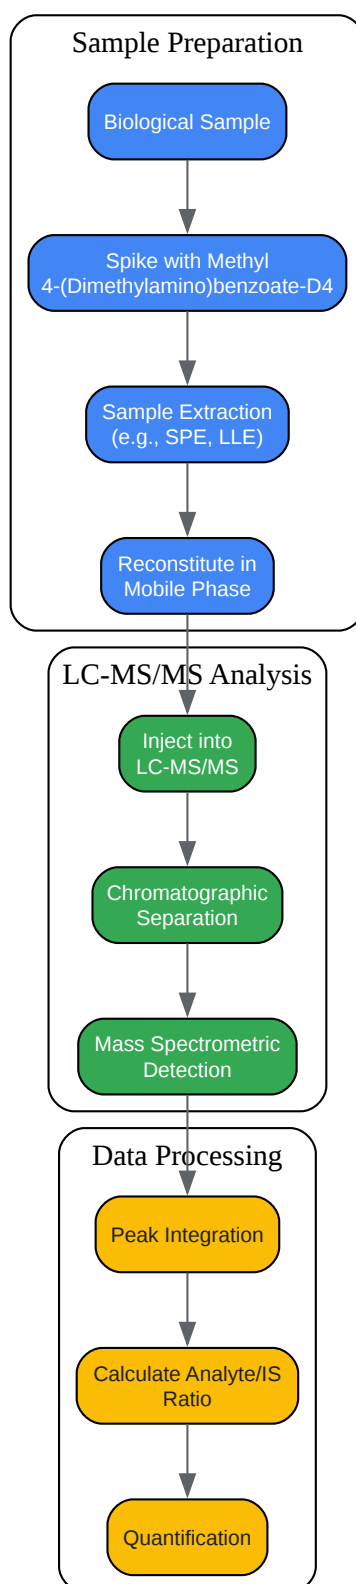 Sample Preparation
Biological Sample
Spike with Methyl
4-(Dimethylamino)benzoate-D4
Sample Extraction
(e.g., SPE, LLE)
Reconstitute in
Mobile Phase
LC-MS/MS Analysis
Inject into
LC-MS/MS
Chromatographic
Separation
Mass Spectrometric
Detection
Data Processing
Peak Integration
Calculate Analyte/IS
Ratio
Quantification